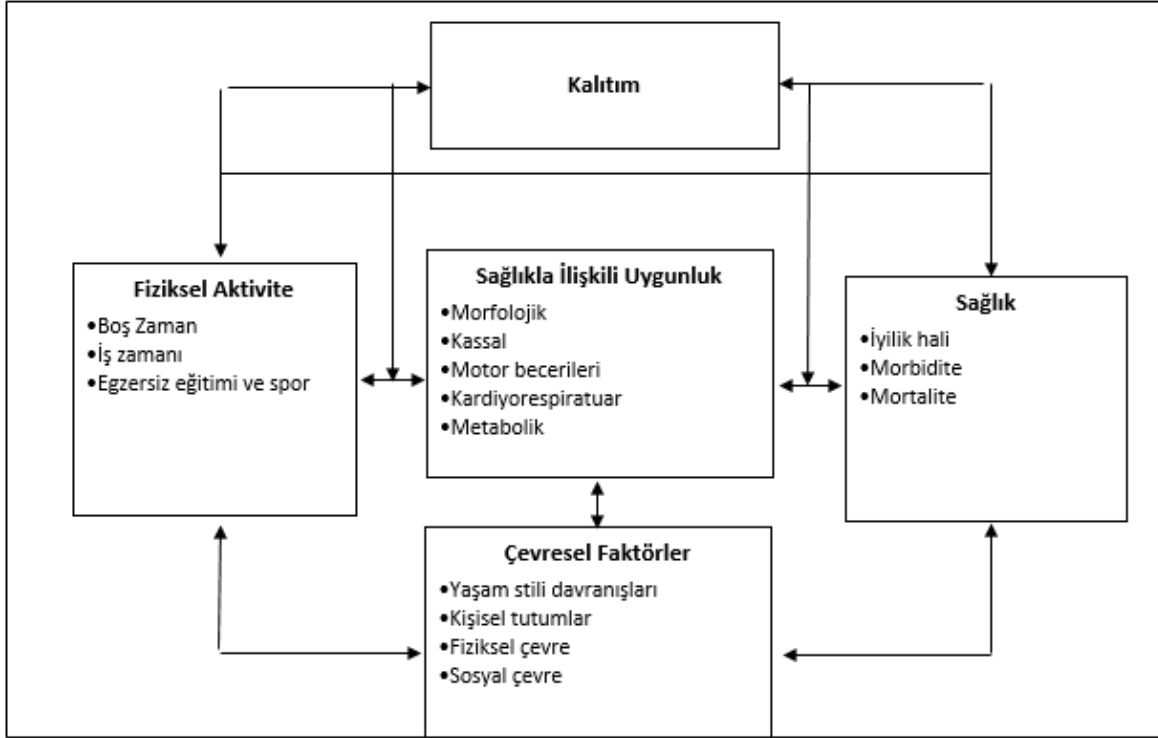 Kalıtım
Fiziksel Aktivite
•Boş Zaman
•İş zamanı
•Egzersiz eğitimi ve spor
Sağlıkla İlişkili Uygunluk
•Morfolojik
•Kassal
•Motor becerileri
•Kardiyorespiratuar
•Metabolik
Sağlık
•İyilik hali
•Morbidite
•Mortalite
Çevresel Faktörler
•Yaşam stili davranışları
•Kişisel tutumlar
•Fiziksel çevre
•Sosyal çevre